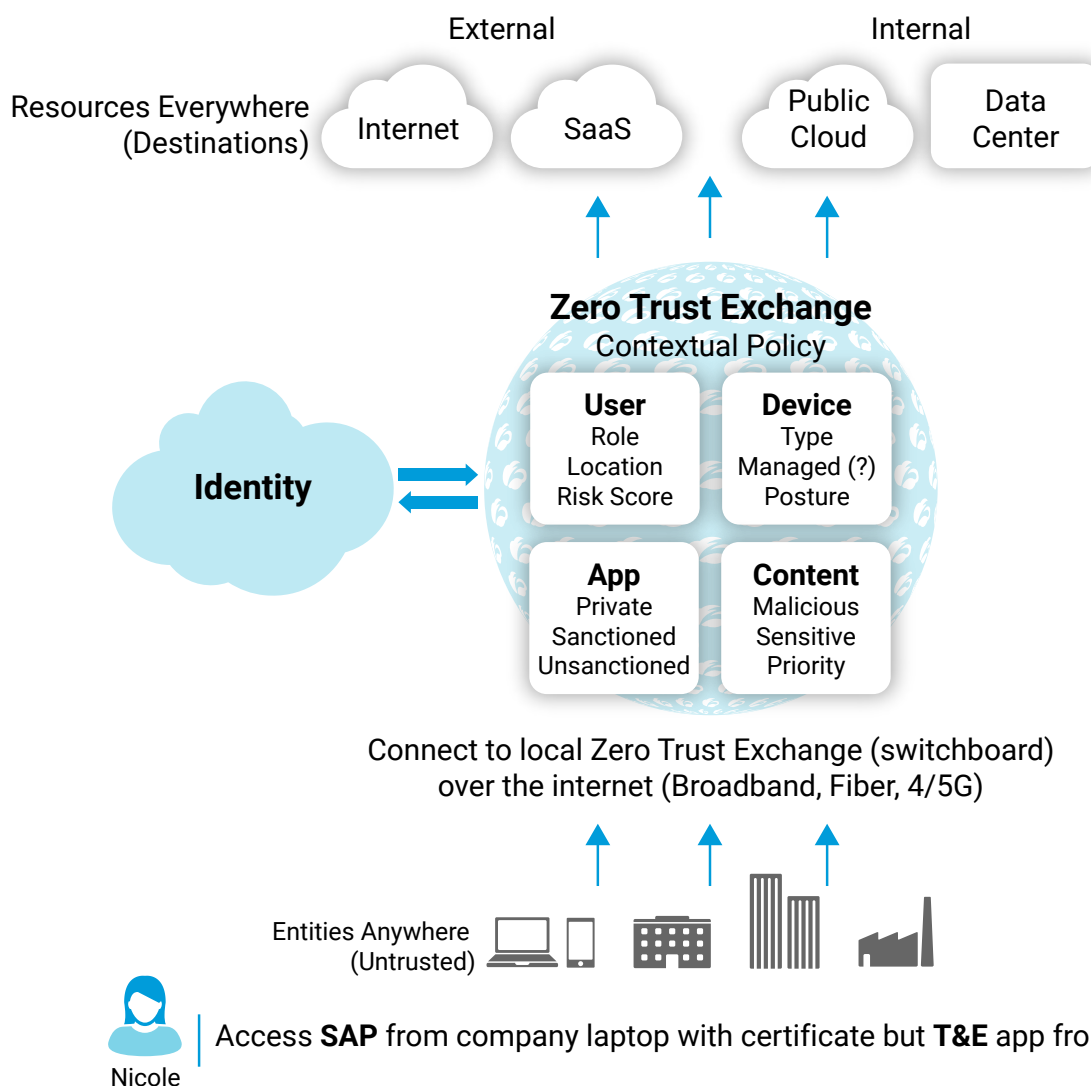 External
Internal
Resources Everywhere
(Destinations)
Internet
SaaS
Public
Cloud
Data
Center
Zero Trust Exchange
Contextual Policy
User
Role
Location
Risk Score
Device
Type
Managed (?)
Posture
Identity
App
Private
Sanctioned
Unsanctioned
Content
Malicious
Sensitive
Priority
Connect to local Zero Trust Exchange (switchboard)
over the internet (Broadband, Fiber, 4/5G)
Entities Anywhere
(Untrusted)
Access SAP from company laptop with certificate but T&E app fro
Nicole